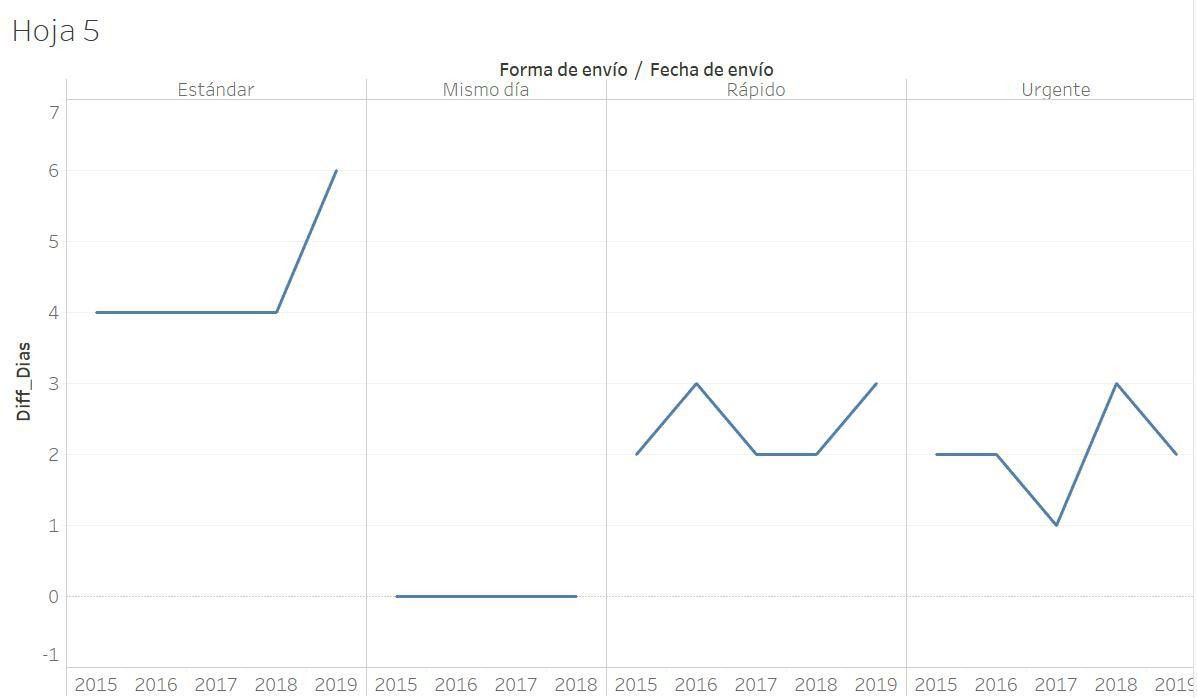 Hoja 5
Forma de envío / Fecha de envío
Estándar Mismo día Rápido Urgente
7
6
5
4
3
2
1
0
-1
Diff_Dias
2015 2016 2017 2018 2019 2015 2016 2017 2018 2015 2016 2017 2018 2019 2015 2016 2017 2018 2019